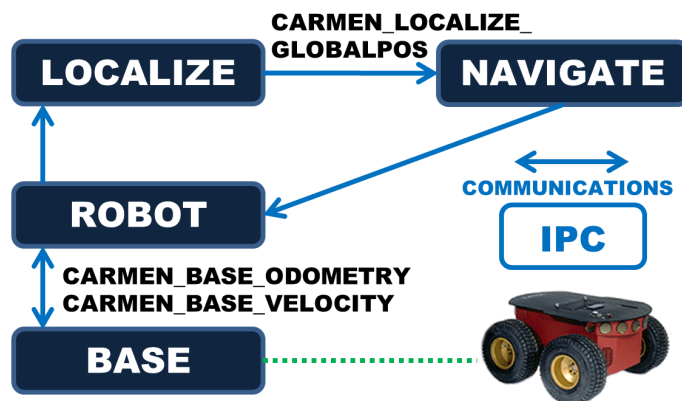 CARMEN_LOCALIZE_
GLOBALPOS
LOCALIZE
NAVIGATE
COMMUNICATIONS
ROBOT
IPC
CARMEN_BASE_ODOMETRY
CARMEN_BASE_VELOCITY
BASE